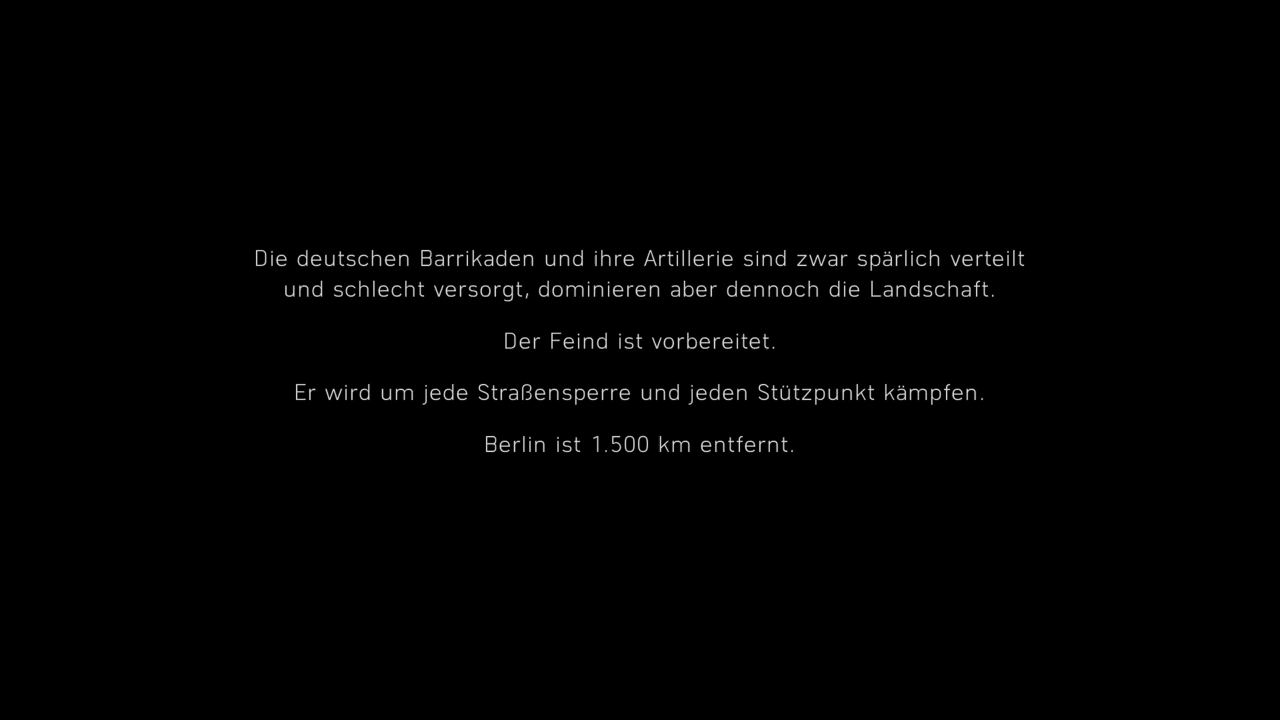 Die deutschen Barrikaden und ihre Artillerie sind zwar spärlich verteilt
und schlecht versorgt, dominieren aber dennoch die Landschaft.
Der Feind ist vorbereitet.
Er wird um jede Straßensperre und jeden Stützpunkt kämpfen.
Berlin ist 1.500 km entfernt.